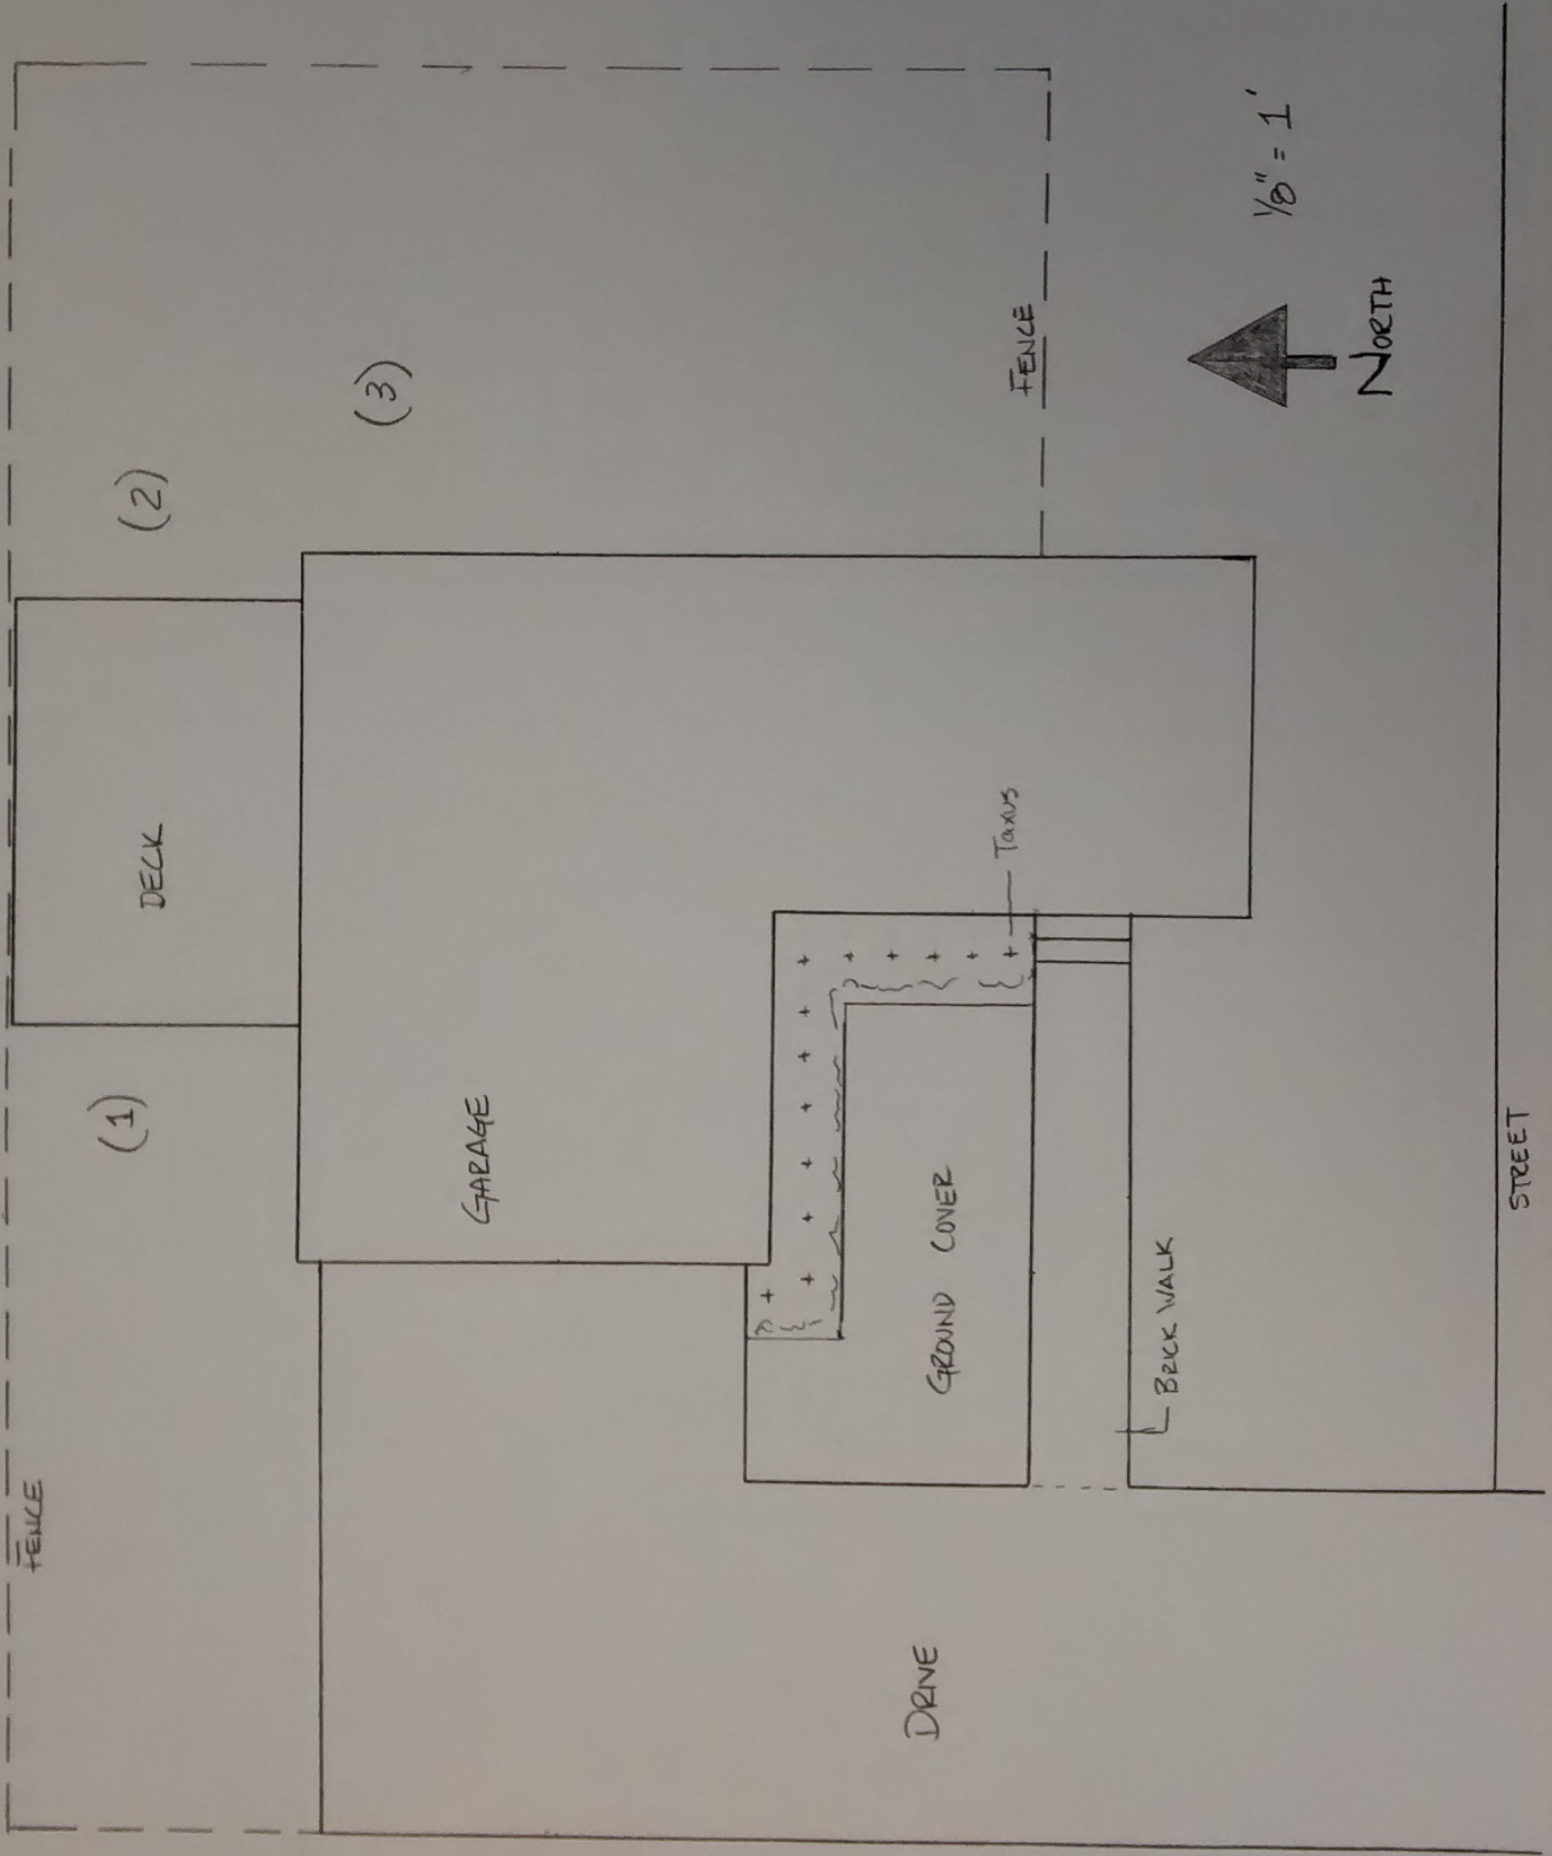 FENCE
(1)
DECK
(2)
(3)
GARAGE
DRIVE
GROUND COVER
Taxus
FENCE
BRICK WALK
NORTH
1/8" = 1'
STREET